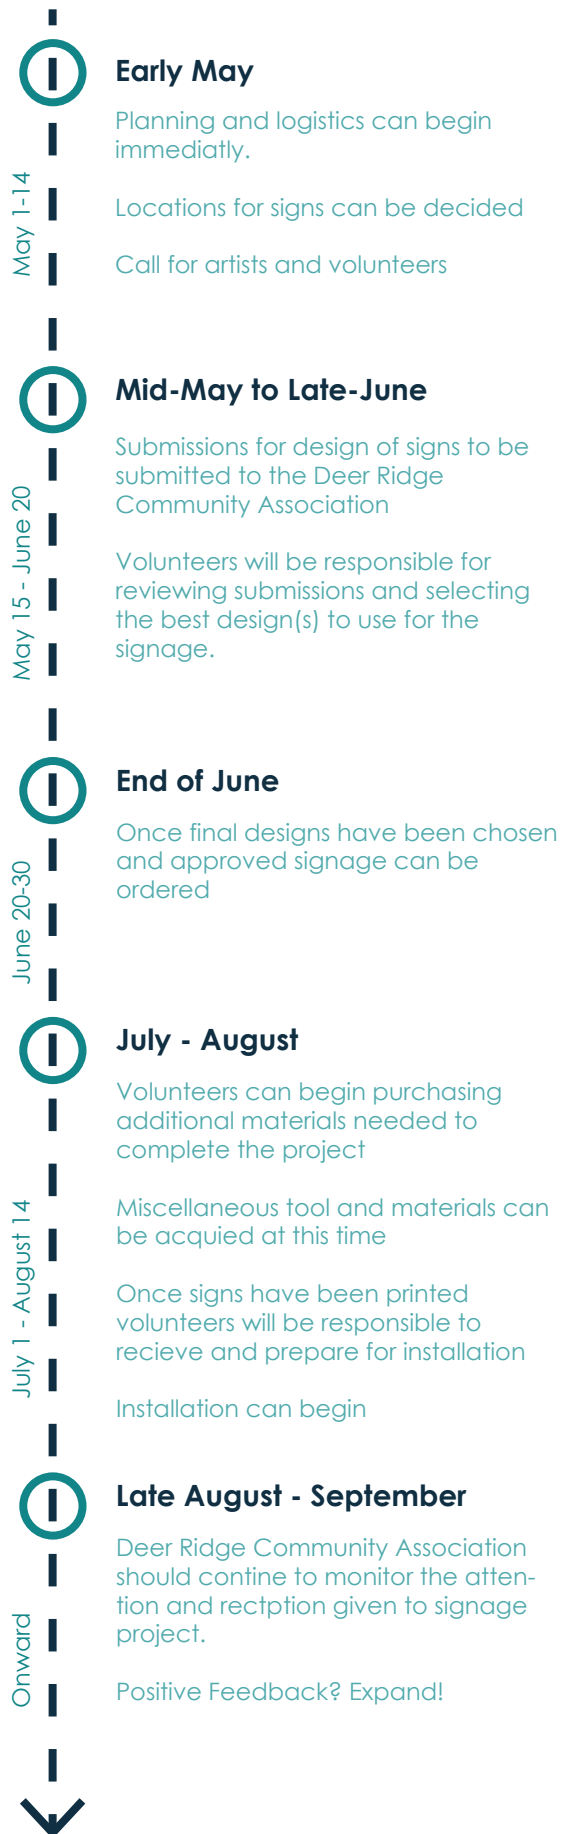 Early May
Planning and logistics can begin
immediatly.
Locations for signs can be decided
Call for artists and volunteers
May 1-14
Mid-May to Late-June
Submissions for design of signs to be
submitted to the Deer Ridge
Community Association
Volunteers will be responsible for
reviewing submissions and selecting
the best design(s) to use for the
signage.
May 15 - June 20
End of June
Once final designs have been chosen
and approved signage can be
ordered
June 20-30
July - August
Volunteers can begin purchasing
additional materials needed to
complete the project
Miscellaneous tool and materials can
be acquied at this time
Once signs have been printed
volunteers will be responsible to
recieve and prepare for installation
Installation can begin
July 1 - August 14
Late August - September
Deer Ridge Community Association
should contine to monitor the atten-
tion and rectption given to signage
project.
Positive Feedback? Expand!
Onward